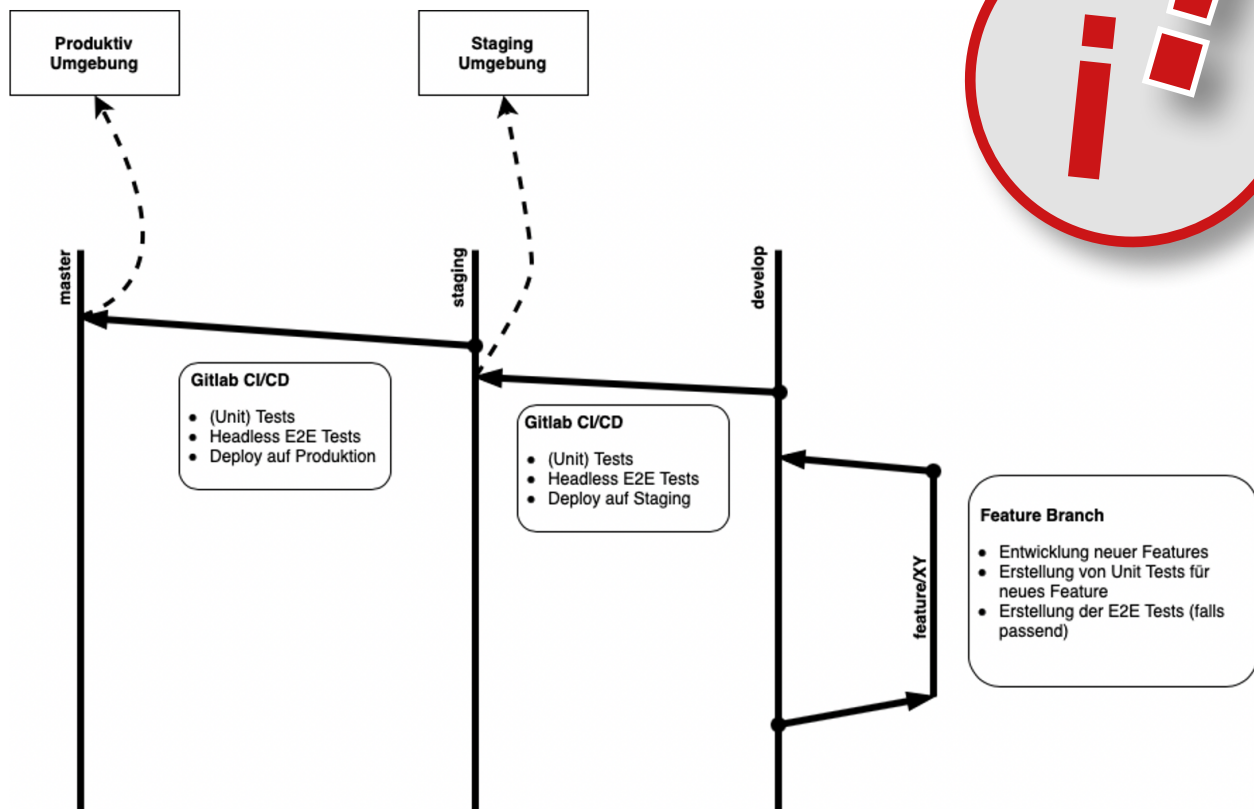 Produktiv
Umgebung
Staging
Umgebung
master
staging
develop
Gitlab CI/CD
(Unit) Tests
Headless E2E Tests
Deploy auf Produktion
Gitlab CI/CD
(Unit) Tests
Headless E2E Tests
Deploy auf Staging
feature/XY
Feature Branch
Entwicklung neuer Features
Erstellung von Unit Tests für
neues Feature
Erstellung der E2E Tests (falls
passend)